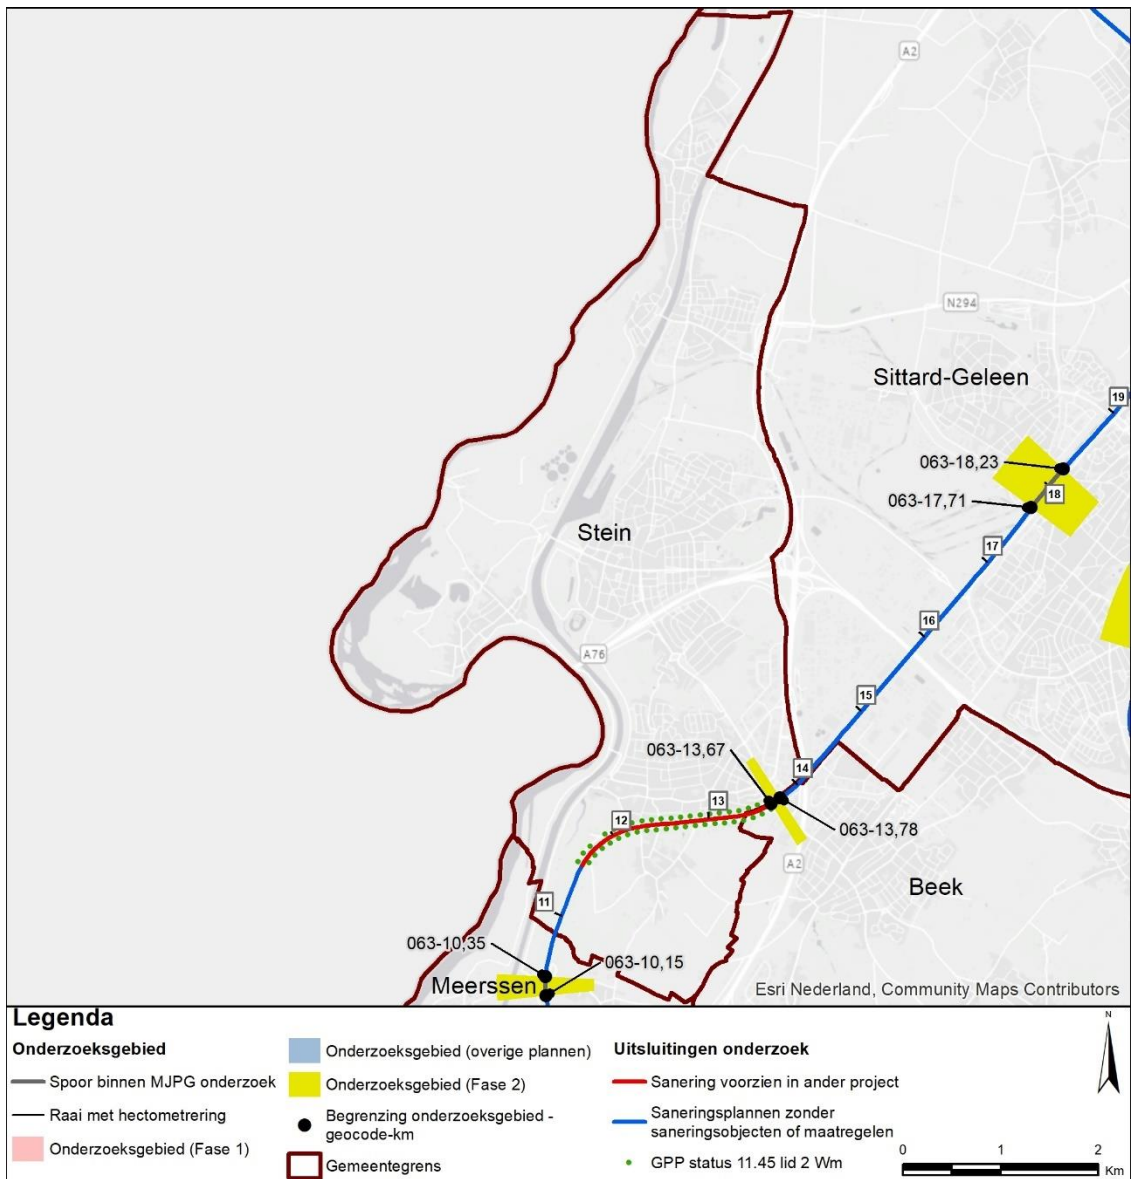 A2
N294
Sittard-Geleen
19
063-18,23
18
063-17,71
17
Stein
16
A76
15
063-13,67
14
13
12
063-13,78
A2
Beek
11
063-10,35
063-10,15
Meerssen
Esri Nederland, Community Maps Contributors
Legenda
Onderzoeksgebied
Spoor binnen MJPG onderzoek
Raai met hectometrering
Onderzoeksgebied (Fase 1)
Onderzoeksgebied (overige plannen)
Onderzoeksgebied (Fase 2)
Begrenzing onderzoeksgebied -
geocode-km
Gemeentegrens
Uitsluitingen onderzoek
Sanering voorzien in ander project
Saneringsplannen zonder
saneringsobjecten of maatregelen
GPP status 11.45 lid 2 Wm
N
0 1 2
Km